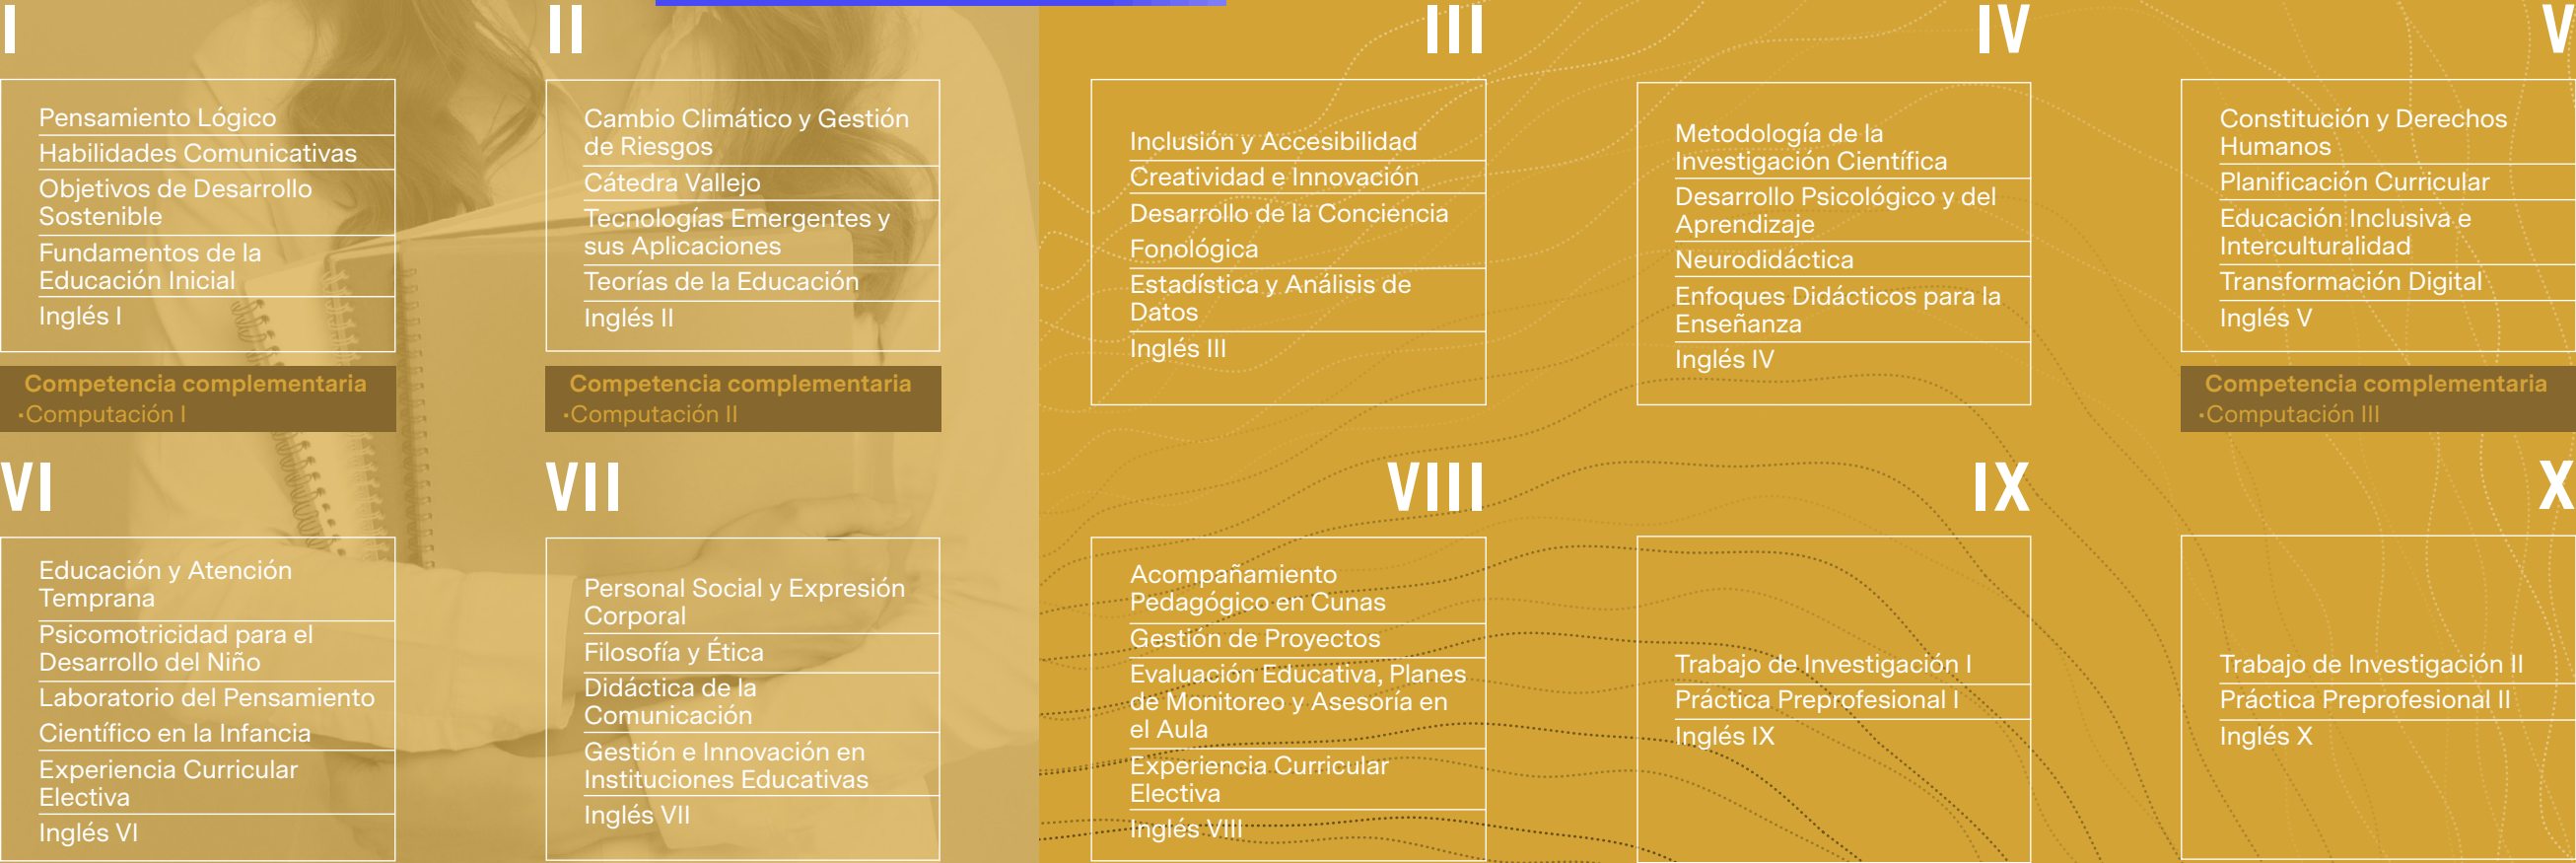 I
Pensamiento Lógico
Habilidades Comunicativas
Objetivos de Desarrollo
Sostenible
Fundamentos de la
Educación Inicial
Inglés I
Competencia complementaria
·Computación I
II
Cambio Climático y Gestión
de Riesgos
Cátedra Vallejo
Tecnologías Emergentes y
sus Aplicaciones
Teorías de la Educación
Inglés II
Competencia complementaria
·Computación II
III
Inclusión y Accesibilidad
Creatividad e Innovación
Desarrollo de la Conciencia
Fonológica
Estadística y Análisis de
Datos
Inglés III
IV
Metodología de la
Investigación Científica
Desarrollo Psicológico y del
Aprendizaje
Neurodidáctica
Enfoques Didácticos para la
Enseñanza
Inglés IV
V
Constitución y Derechos
Humanos
Planificación Curricular
Educación Inclusiva e
Interculturalidad
Transformación Digital
Inglés V
Competencia complementaria
·Computación III
VI
Educación y Atención
Temprana
Psicomotricidad para el
Desarrollo del Niño
Laboratorio del Pensamiento
Científico en la Infancia
Experiencia Curricular
Electiva
Inglés VI
VII
Personal Social y Expresión
Corporal
Filosofía y Ética
Didáctica de la
Comunicación
Gestión e Innovación en
Instituciones Educativas
Inglés VII
VIII
Acompañamiento
Pedagógico en Cunas
Gestión de Proyectos
Evaluación Educativa, Planes
de Monitoreo y Asesoría en
el Aula
Experiencia Curricular
Electiva
Inglés VIII
IX
Trabajo de Investigación I
Práctica Preprofesional I
Inglés IX
X
Trabajo de Investigación II
Práctica Preprofesional II
Inglés X